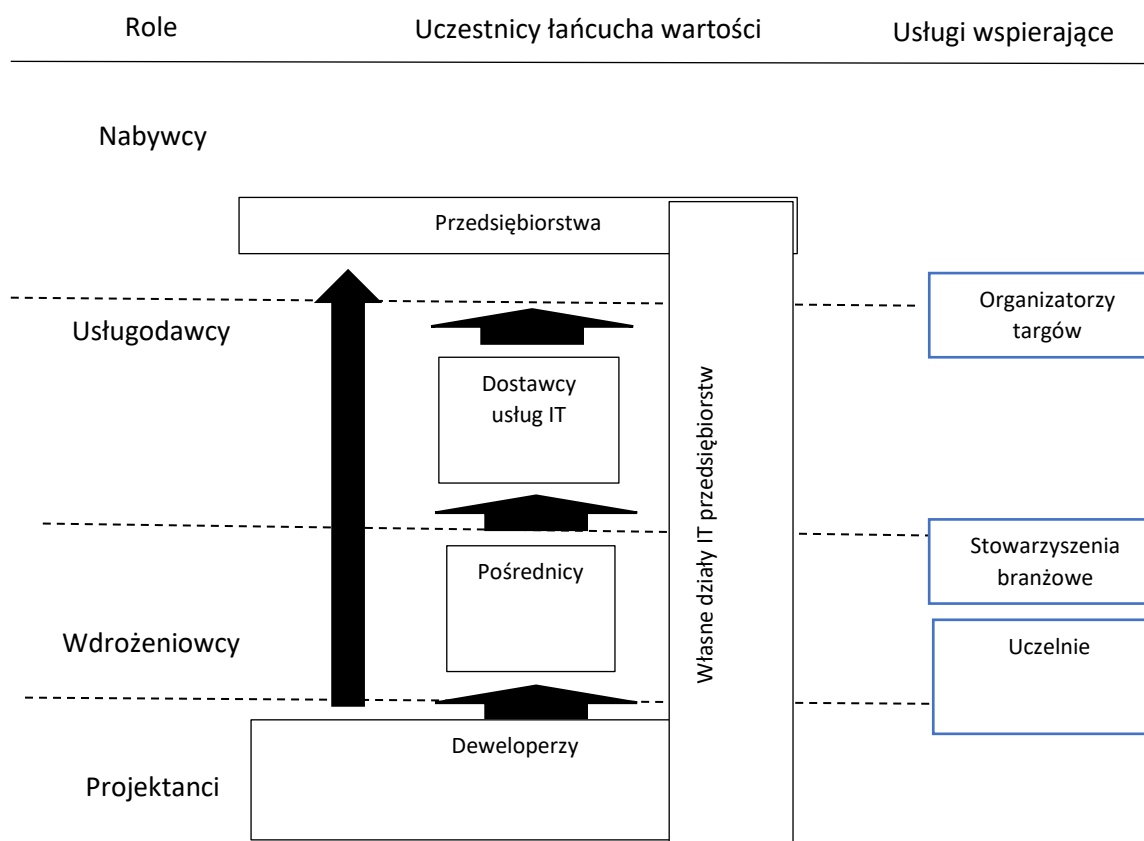 Role
Uczestnicy łańcucha wartości
Usługi wspierające
Nabywcy
Przedsiębiorstwa
Usługodawcy
Organizatorzy
targów
Dostawcy
usług IT
Własne działy IT przedsiębiorstw
Stowarzyszenia
branżowe
Pośrednicy
Wdrożeniowcy
Uczelnie
Deweloperzy
Projektanci